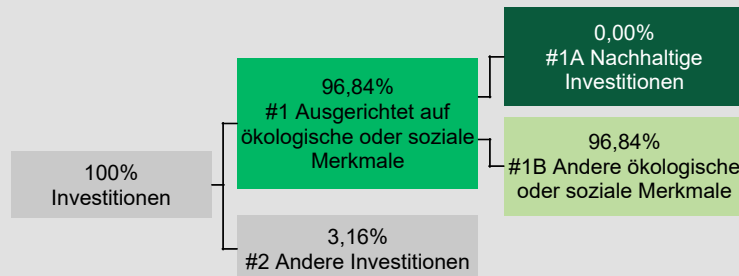 100%
Investitionen
96,84%
#1 Ausgerichtet auf
ökologische oder soziale
Merkmale
3,16%
#2 Andere Investitionen
0,00%
#1A Nachhaltige
Investitionen
96,84%
#1B Andere ökologische
oder soziale Merkmale